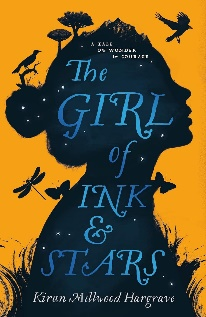 A TALE
OF WONDER
& COURAGE
The
GIRL
of
INK
&
STARS
Kiran Millwood Hargrave